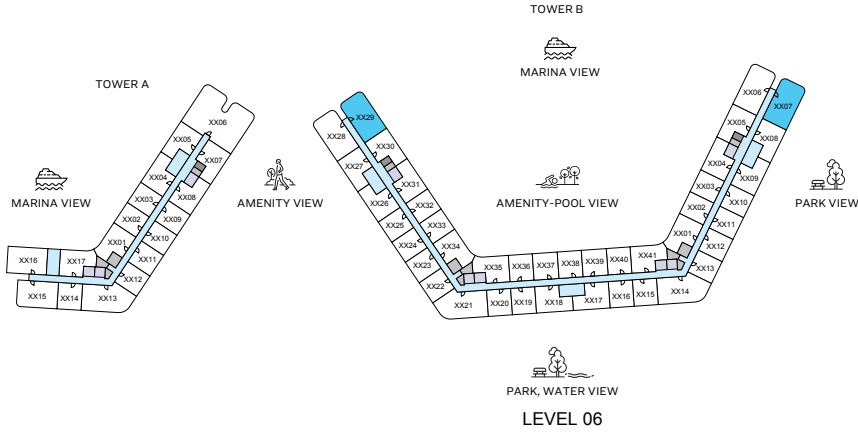 TOWER B
MARINA VIEW
TOWER A
XX06
XX05
XX07
XX04
XX08
XX03
XX09
XX02
XX10
XX01
XX11
XX12
XX16
XX17
XX15
XX14
XX13
MARINA VIEW
AMENITY VIEW
XX29
XX28
XX30
XX27
XX31
XX26
XX32
XX25
XX33
XX24
XX34
XX23
XX22
XX21
XX35
XX36
XX37
XX38
XX39
XX40
XX41
XX20
XX19
XX18
XX17
XX16
XX15
XX14
XX06
XX07
XX05
XX08
XX04
XX09
XX03
XX10
XX02
XX11
XX01
XX12
XX13
AMENITY-POOL VIEW
PARK VIEW
PARK, WATER VIEW
LEVEL 06